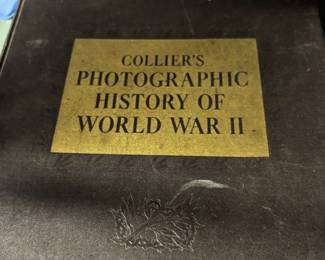 COLLIER'S
PHOTOGRAPHIC
HISTORY OF
WORLD WAR II